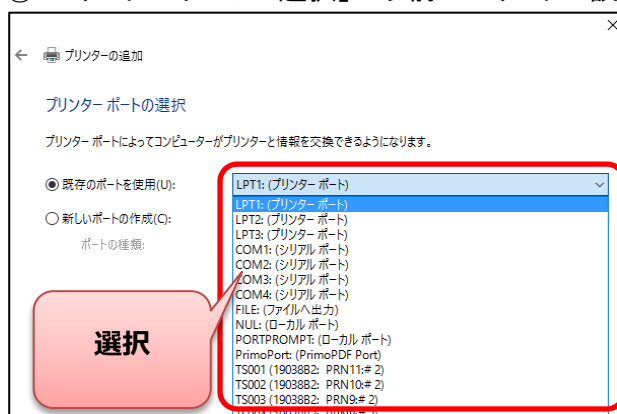 プリンターの追加
プリンター ポートの選択
プリンター ポートによってコンピューターがプリンターと情報を交換できるようになります。
既存のポートを使用(U):
LPT1: (プリンター ポート)
LPT1: (プリンター ポート)
新しいポートの作成(C):
LPT2: (プリンター ポート)
LPT3: (プリンター ポート)
ポートの種類:
COM1: (シリアル ポート)
COM2: (シリアル ポート)
COM3: (シリアル ポート)
COM4: (シリアル ポート)
FILE: (ファイルへ出力)
NUL: (ローカル ポート)
PORTPROMPT: (ローカル ポート)
選択
PrimoPort: (PrimoPDF Port)
TS001 (19038B2: PRN11:# 2)
TS002 (19038B2: PRN10:# 2)
TS003 (19038B2: PRN9:# 2)